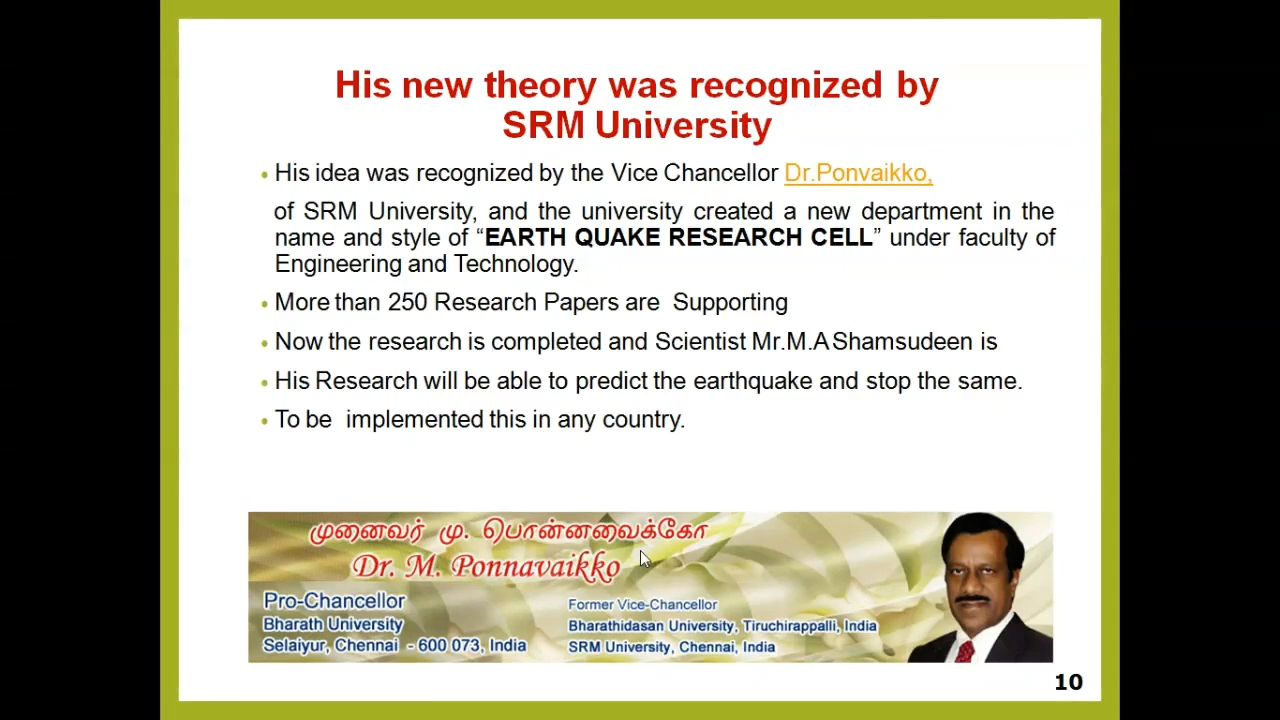 His new theory was recognized by
SRM University
• His idea was recognized by the Vice Chancellor Dr.Ponvaikko,
of SRM University, and the university created a new department in the
name and style of “EARTH QUAKE RESEARCH CELL” under faculty of
Engineering and Technology.
• More than 250 Research Papers are Supporting
• Now the research is completed and Scientist Mr.M.A Shamsudeen is
• His Research will be able to predict the earthquake and stop the same.
• To be implemented this in any country.
முனைவர் மு. பொன்னவைக்கோ
Dr. M. Ponnavaikko
Pro-Chancellor
Bharath University
Selaiyur, Chennai - 600 073, India
Former Vice-Chancellor
Bharathidasan University, Tiruchirappalli, India
SRM University, Chennai, India
10